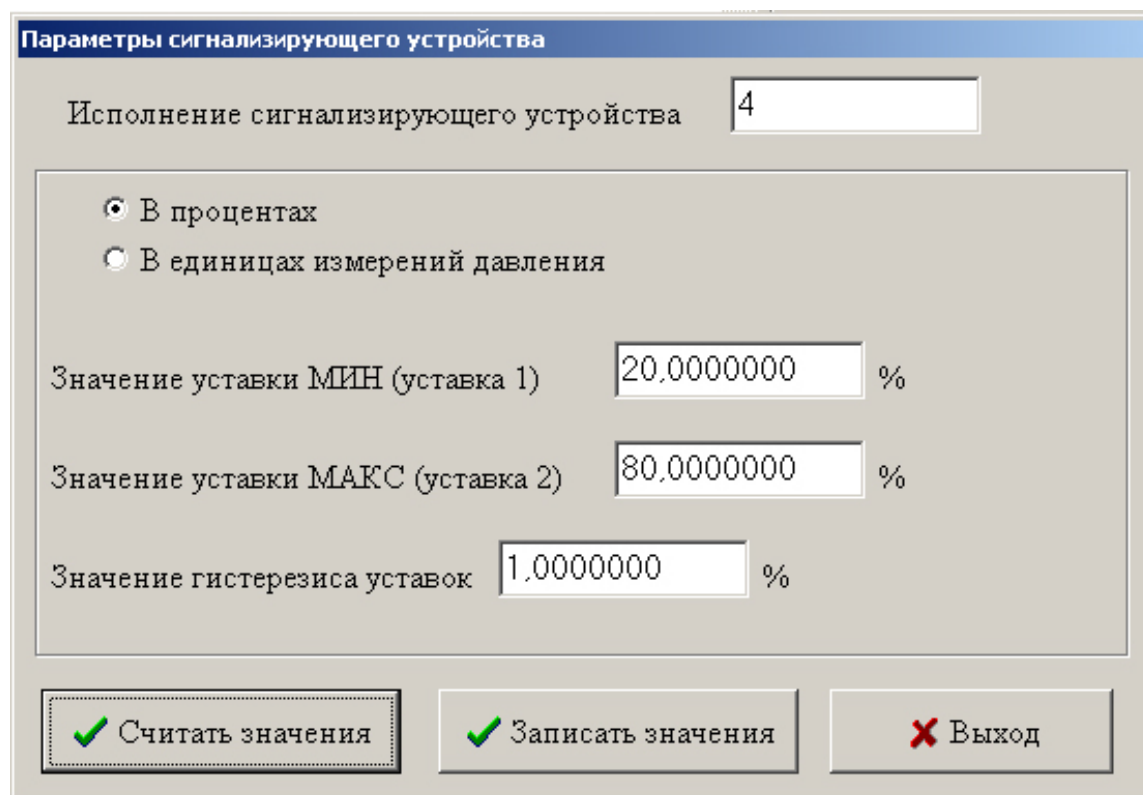 Параметры сигнализирующего устройства
Исполнение сигнализирующего устройства 4
В процентах
В единицах измерений давления
Значение уставки МИН (уставка 1) 20,0000000 %
Значение уставки МАКС (уставка 2) 80,0000000 %
Значение гистерезиса уставок 1,0000000 %
Считать значения Записать значения Выход